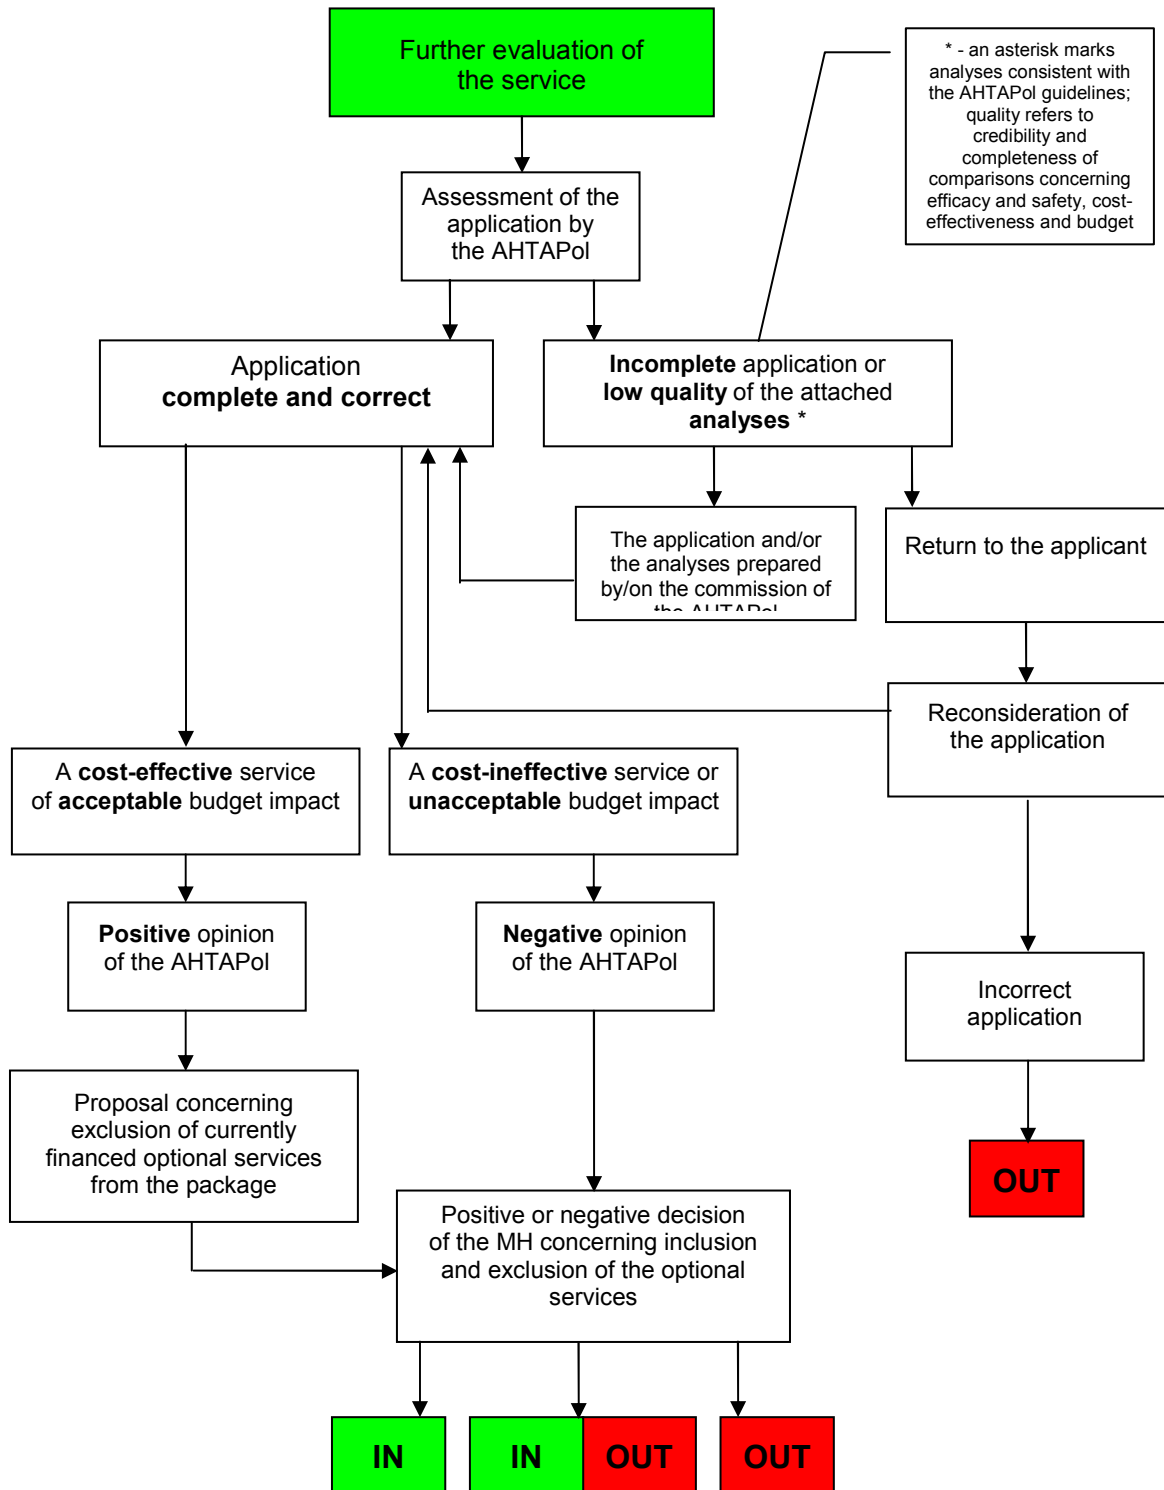 Further evaluation of
the service
* - an asterisk marks
analyses consistent with
the AHTAPol guidelines;
quality refers to
credibility and
completeness of
comparisons concerning
efficacy and safety, cost-
effectiveness and budget
Assessment of the
application by
the AHTAPol
Application
complete and correct
Incomplete application or
low quality of the attached
analyses *
The application and/or
the analyses prepared
by/on the commission of
the AHTAPol
Return to the applicant
Reconsideration of
the application
A cost-effective service
of acceptable budget impact
A cost-ineffective service or
unacceptable budget impact
Positive opinion
of the AHTAPol
Negative opinion
of the AHTAPol
Incorrect
application
Proposal concerning
exclusion of currently
financed optional services
from the package
OUT
Positive or negative decision
of the MH concerning inclusion
and exclusion of the optional
services
IN
IN
OUT
OUT